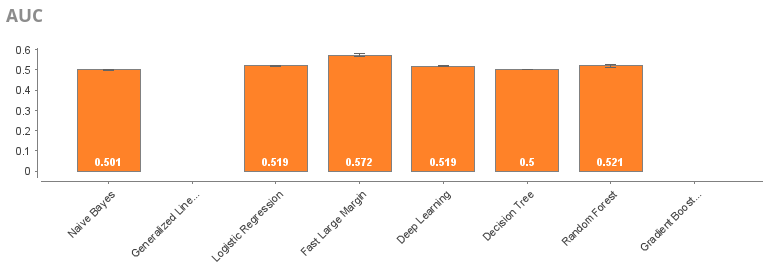 AUC
0.6
0.5
0.4
0.3
0.2
0.1
0
0.501
0.519
0.572
0.519
0.5
0.521
Naive Bayes
Generalized Line...
Logistic Regression
Fast Large Margin
Deep Learning
Decision Tree
Random Forest
Gradient Boost...